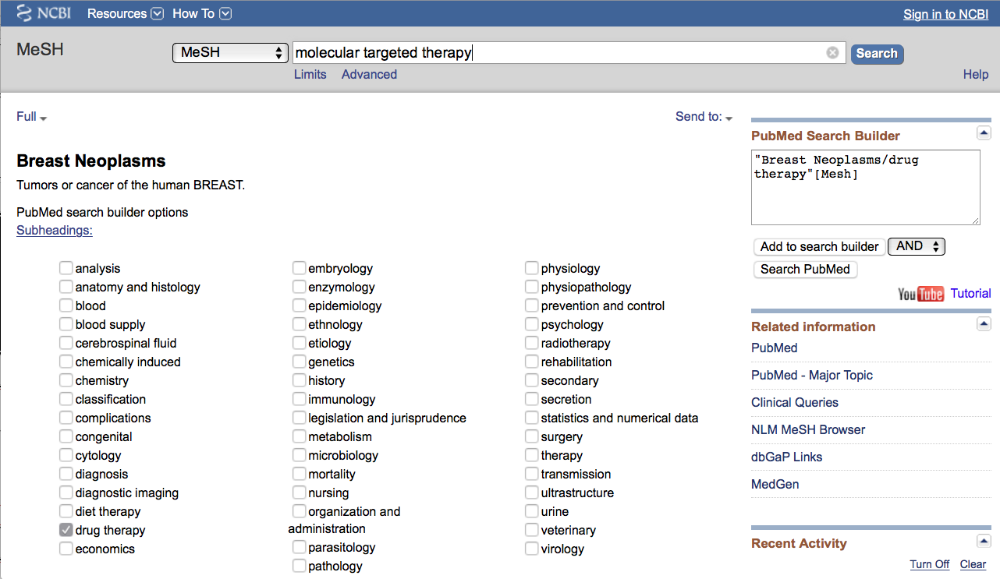 NCBI Resources How To Sign in to NCBI
MeSH MeSH molecular targeted therapy Search
Limits Advanced Help
Full Send to:
Breast Neoplasms
Tumors or cancer of the human BREAST.
PubMed search builder options
Subheadings:
analysis
anatomy and histology
blood
blood supply
cerebrospinal fluid
chemically induced
chemistry
classification
complications
congenital
cytology
diagnosis
diagnostic imaging
diet therapy
drug therapy
economics
embryology
enzymology
epidemiology
ethnology
etiology
genetics
history
immunology
legislation and jurisprudence
metabolism
microbiology
mortality
nursing
organization and
administration
parasitology
pathology
physiology
physiopathology
prevention and control
psychology
radiotherapy
rehabilitation
secondary
secretion
statistics and numerical data
surgery
therapy
transmission
ultrastructure
urine
veterinary
virology
PubMed Search Builder
"Breast Neoplasms/drug
therapy"[Mesh]
Add to search builder AND
Search PubMed
YouTube Tutorial
Related information
PubMed
PubMed - Major Topic
Clinical Queries
NLM MeSH Browser
dbGaP Links
MedGen
Recent Activity
Turn Off Clear